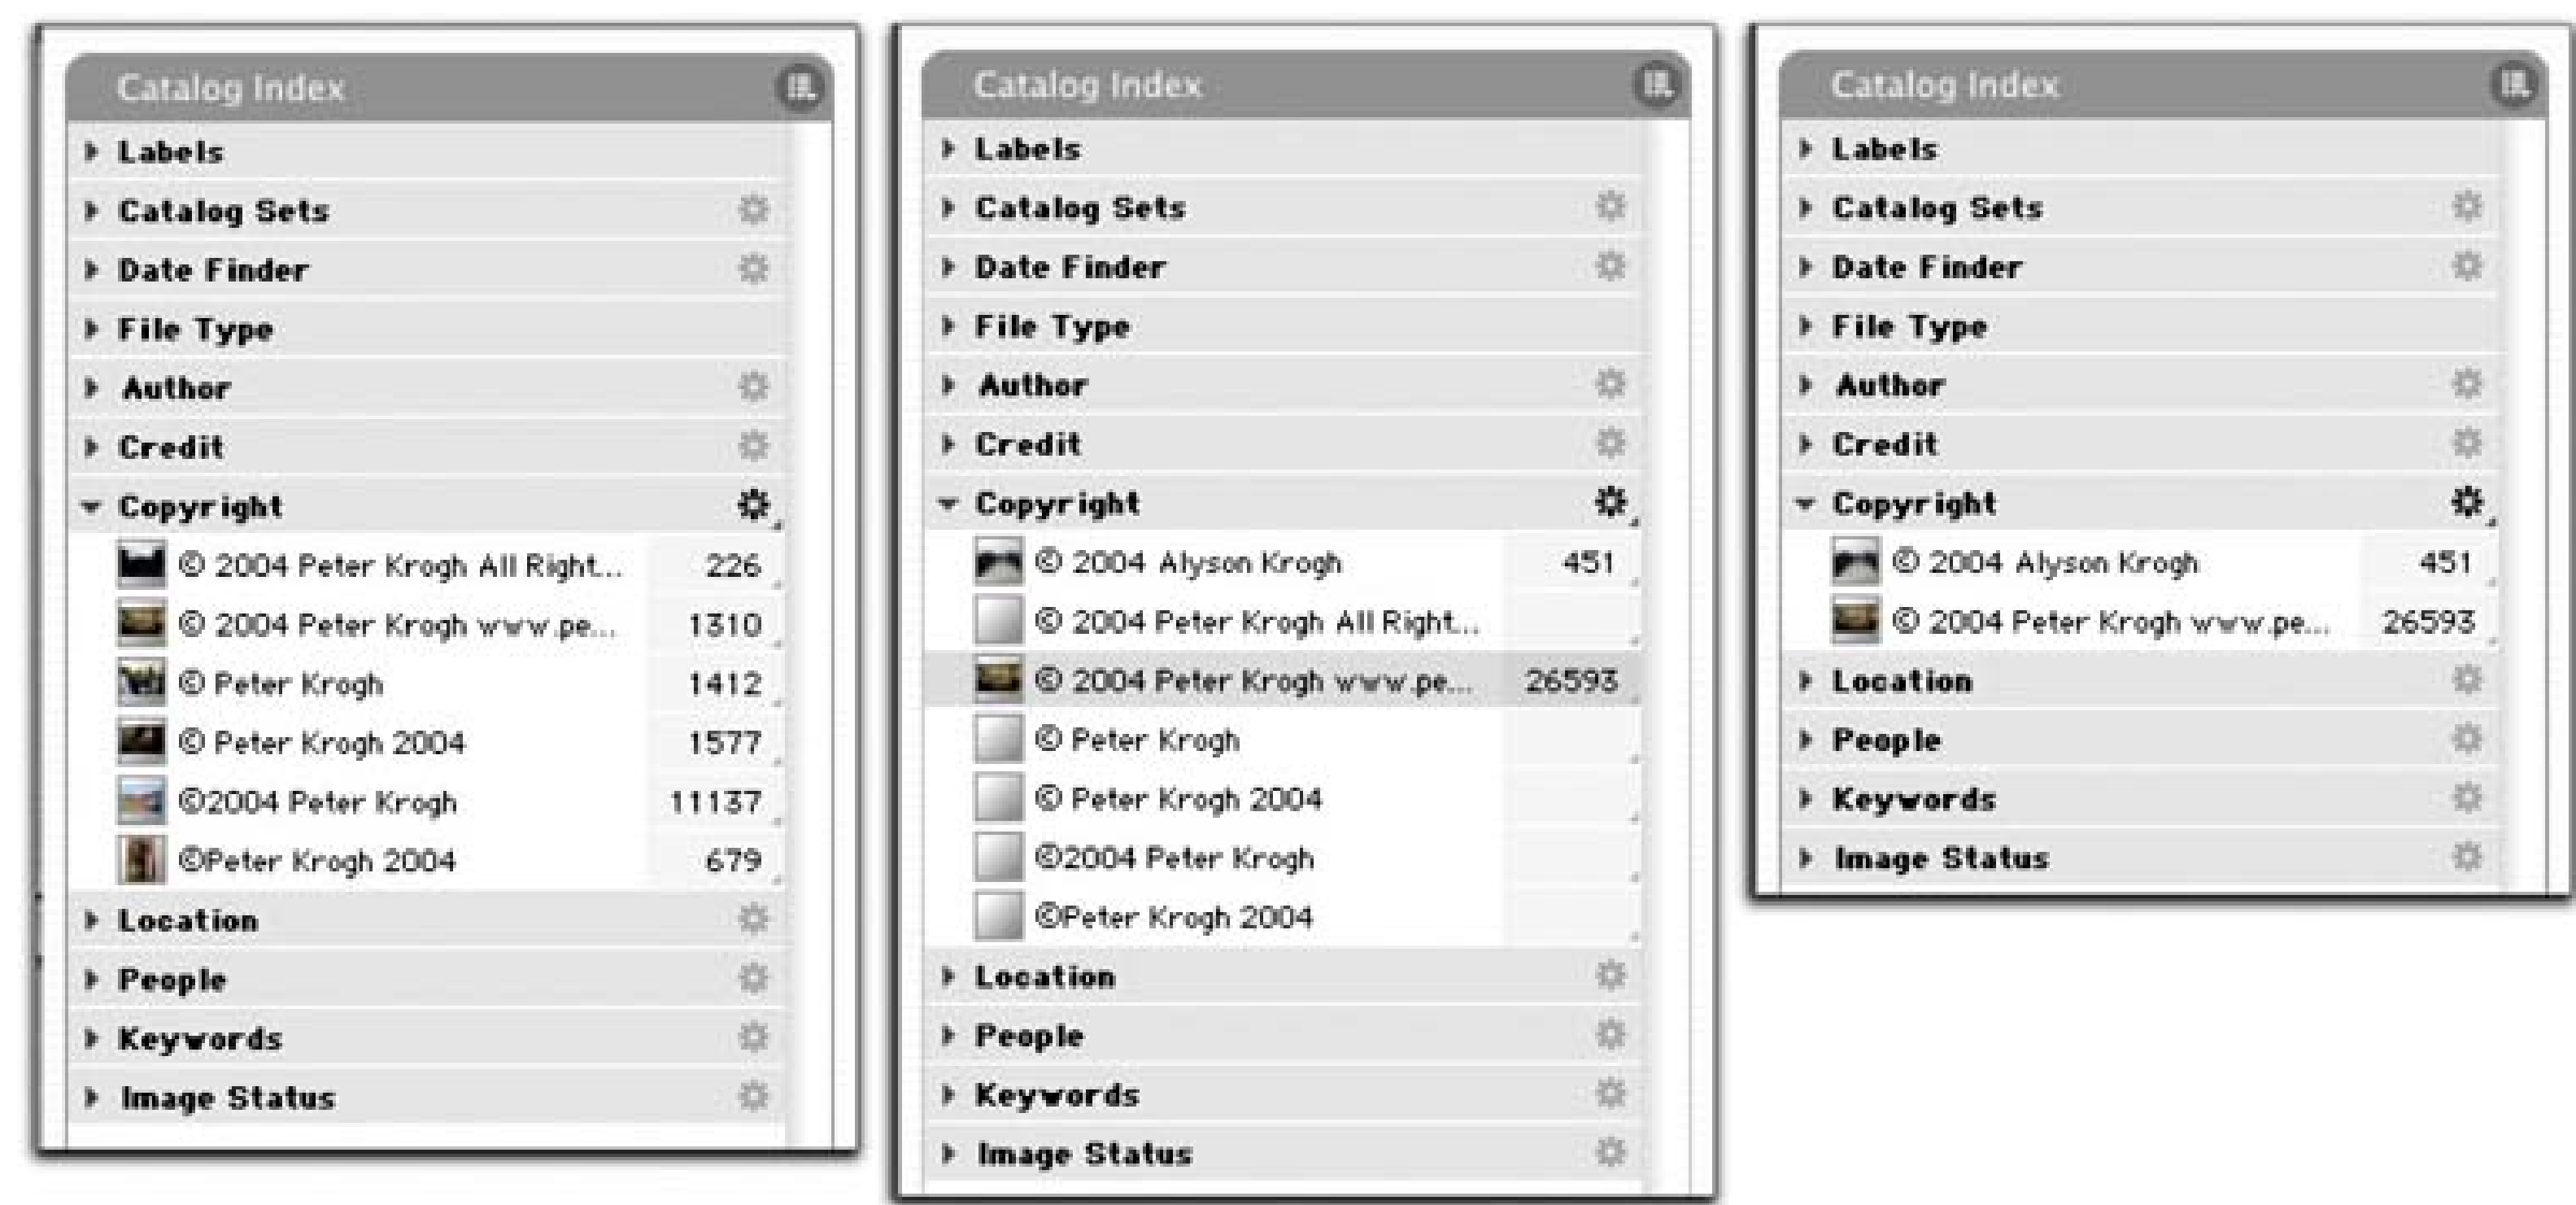 Catalog Index
Labels
Catalog Sets
Date Finder
File Type
Author
Credit
Copyright
© 2004 Peter Krogh All Right... 226
© 2004 Peter Krogh www.pe... 1310
© Peter Krogh 1412
© Peter Krogh 2004 1577
©2004 Peter Krogh 11137
©Peter Krogh 2004 679
Location
People
Keywords
Image Status
Catalog Index
Labels
Catalog Sets
Date Finder
File Type
Author
Credit
Copyright
© 2004 Alyson Krogh 451
© 2004 Peter Krogh All Right...
© 2004 Peter Krogh www.pe... 26593
© Peter Krogh
© Peter Krogh 2004
©2004 Peter Krogh
©Peter Krogh 2004
Location
People
Keywords
Image Status
Catalog Index
Labels
Catalog Sets
Date Finder
File Type
Author
Credit
Copyright
© 2004 Alyson Krogh 451
© 2004 Peter Krogh www.pe... 26593
Location
People
Keywords
Image Status